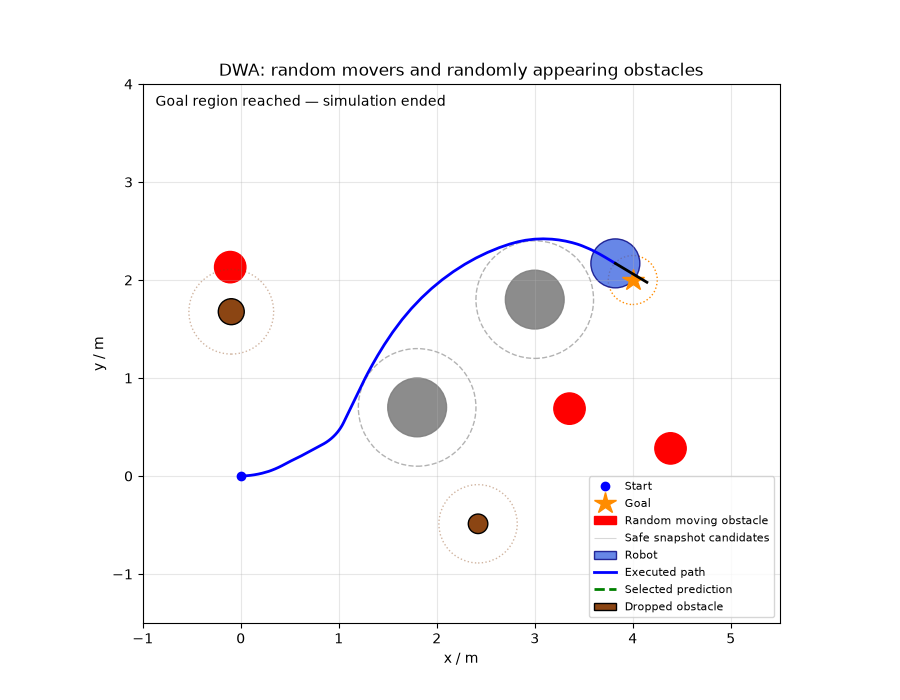 DWA: random movers and randomly appearing obstacles
Goal region reached — simulation ended
4
3
2
1
0
−1
y / m
−1
0
1
2
3
4
5
x / m
Start
Goal
Random moving obstacle
Safe snapshot candidates
Robot
Executed path
Selected prediction
Dropped obstacle